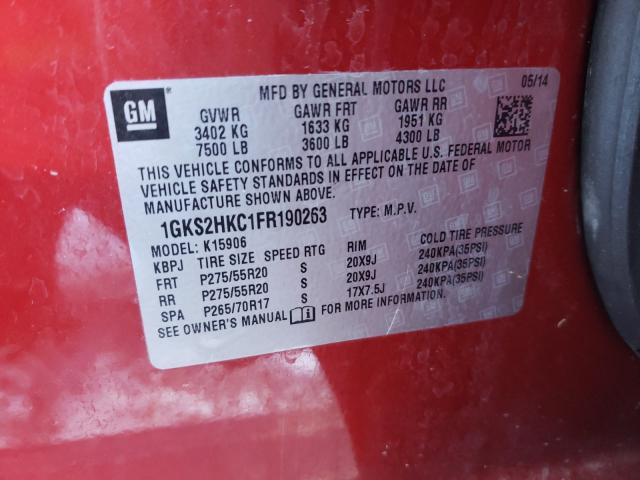 GM
MFD BY GENERAL MOTORS LLC 05/14
GVWR GAWR FRT GAWR RR
3402 KG 1633 KG 1951 KG
7500 LB 3600 LB 4300 LB
THIS VEHICLE CONFORMS TO ALL APPLICABLE U.S. FEDERAL MOTOR
VEHICLE SAFETY STANDARDS IN EFFECT ON THE DATE OF
MANUFACTURE SHOWN ABOVE.
1GKS2HKC1FR190263 TYPE: M.P.V.
MODEL: K15906
KBPJ TIRE SIZE SPEED RTG RIM COLD TIRE PRESSURE
FRT P275/55R20 S 20X9J 240KPA(35PSI)
RR P275/55R20 S 20X9J 240KPA(35PSI)
SPA P265/70R17 S 17X7.5J 240KPA(35PSI)
SEE OWNER'S MANUAL FOR MORE INFORMATION.